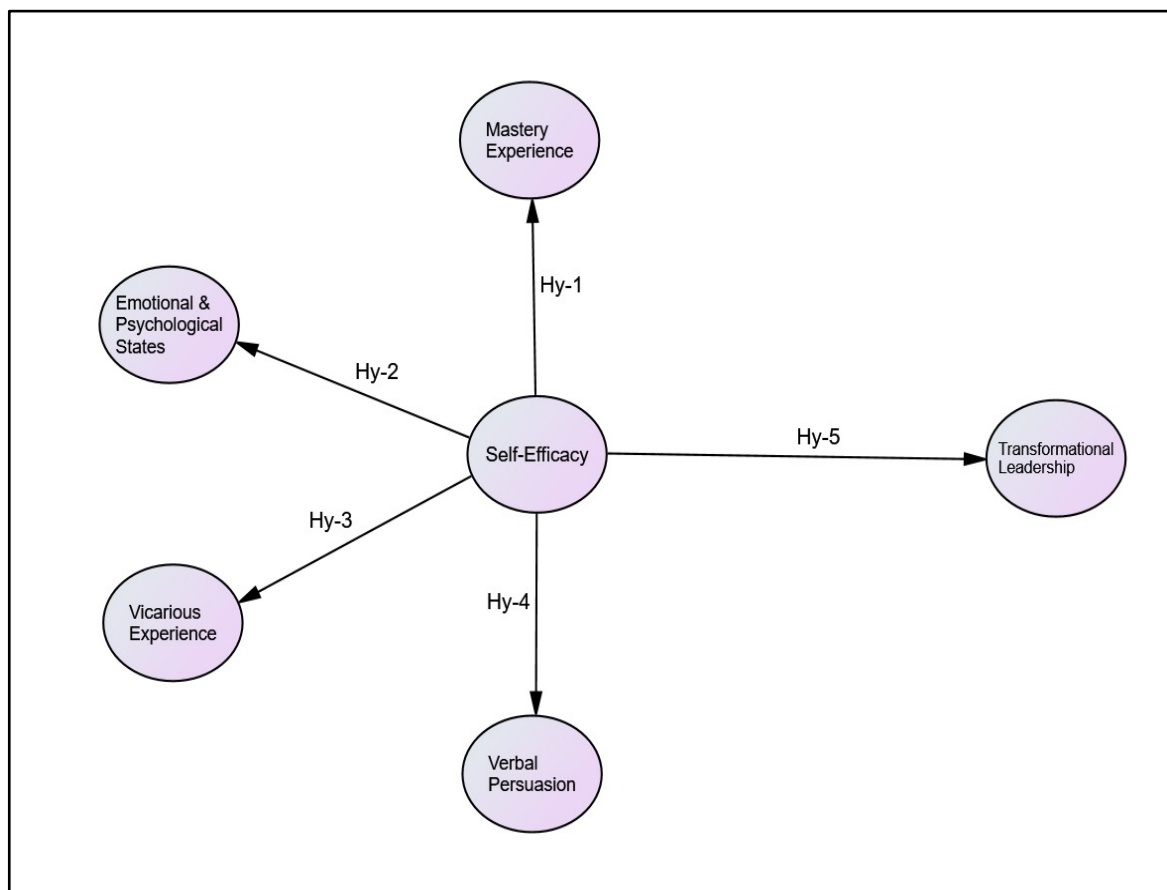 Mastery
Experience
Hy-1
Emotional &
Psychological
States
Hy-2
Self-Efficacy
Hy-5
Transformational
Leadership
Hy-3
Vicarious
Experience
Hy-4
Verbal
Persuasion